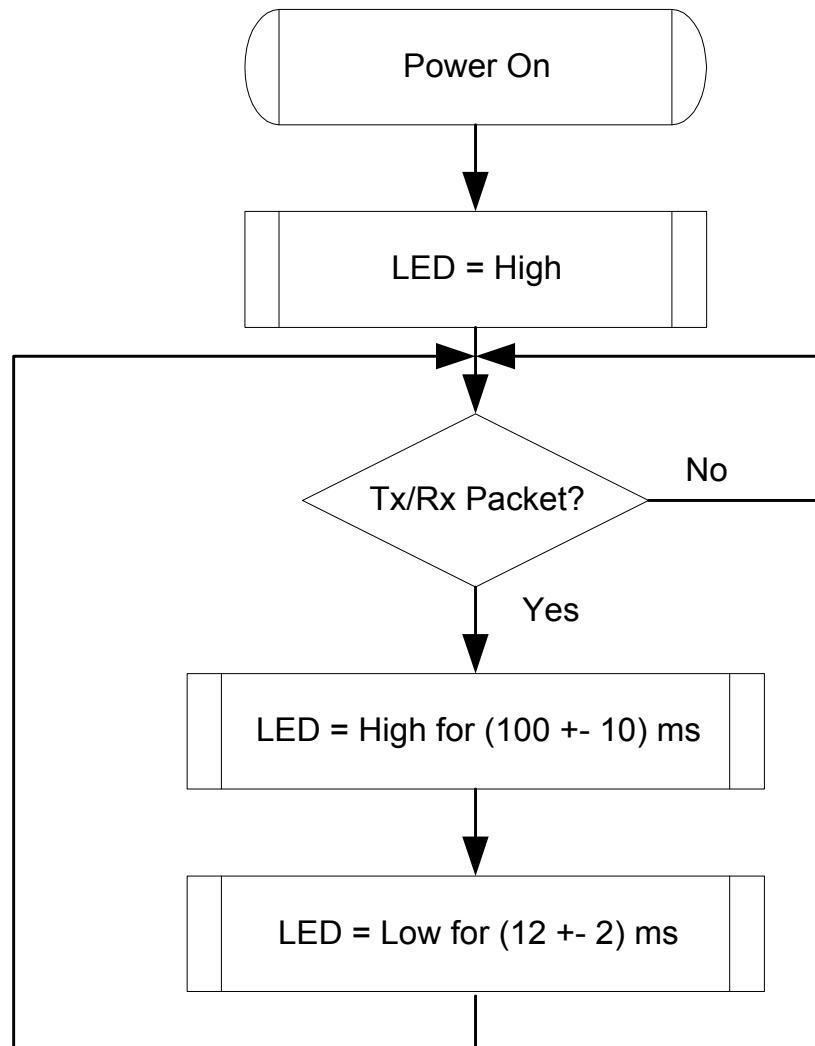 Power On
LED = High
Tx/Rx Packet?
No
Yes
LED = High for (100 +- 10) ms
LED = Low for (12 +- 2) ms